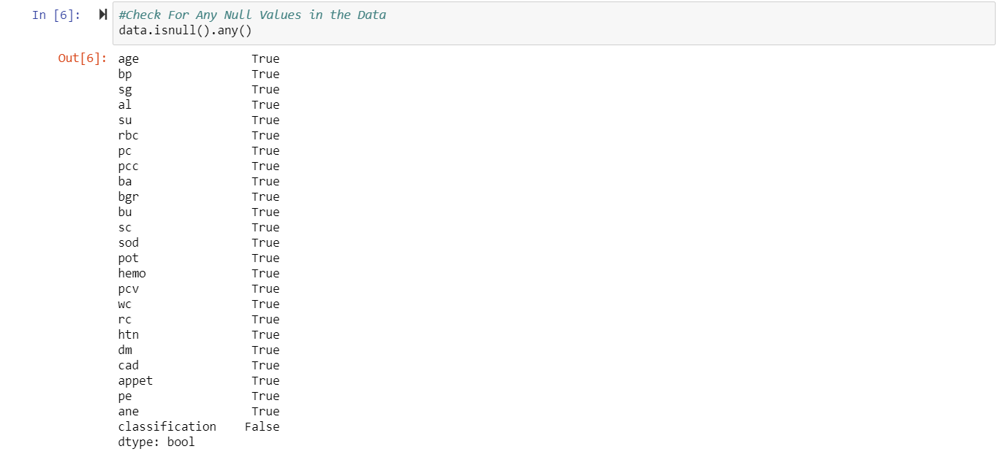 In [6]: #Check For Any Null Values in the Data
data.isnull().any()
Out[6]: age True
bp True
sg True
al True
su True
rbc True
pc True
pcc True
ba True
bgr True
bu True
sc True
sod True
pot True
hemo True
pcv True
wc True
rc True
htn True
dm True
cad True
appet True
pe True
ane True
classification False
dtype: bool